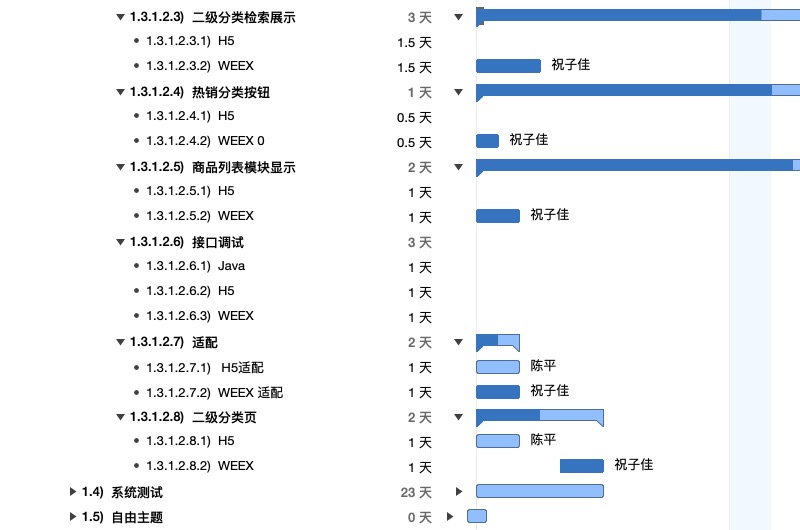 1.3.1.2.3) 二级分类检索展示 3 天
1.3.1.2.3.1) H5 1.5 天
1.3.1.2.3.2) WEEX 1.5 天 祝子佳
1.3.1.2.4) 热销分类按钮 1 天
1.3.1.2.4.1) H5 0.5 天
1.3.1.2.4.2) WEEX 0 0.5 天 祝子佳
1.3.1.2.5) 商品列表模块显示 2 天
1.3.1.2.5.1) H5 1 天
1.3.1.2.5.2) WEEX 1 天 祝子佳
1.3.1.2.6) 接口调试 3 天
1.3.1.2.6.1) Java 1 天
1.3.1.2.6.2) H5 1 天
1.3.1.2.6.3) WEEX 1 天
1.3.1.2.7) 适配 2 天
1.3.1.2.7.1) H5适配 1 天 陈平
1.3.1.2.7.2) WEEX 适配 1 天 祝子佳
1.3.1.2.8) 二级分类页 2 天
1.3.1.2.8.1) H5 1 天 陈平
1.3.1.2.8.2) WEEX 1 天 祝子佳
1.4) 系统测试 23 天
1.5) 自由主题 0 天